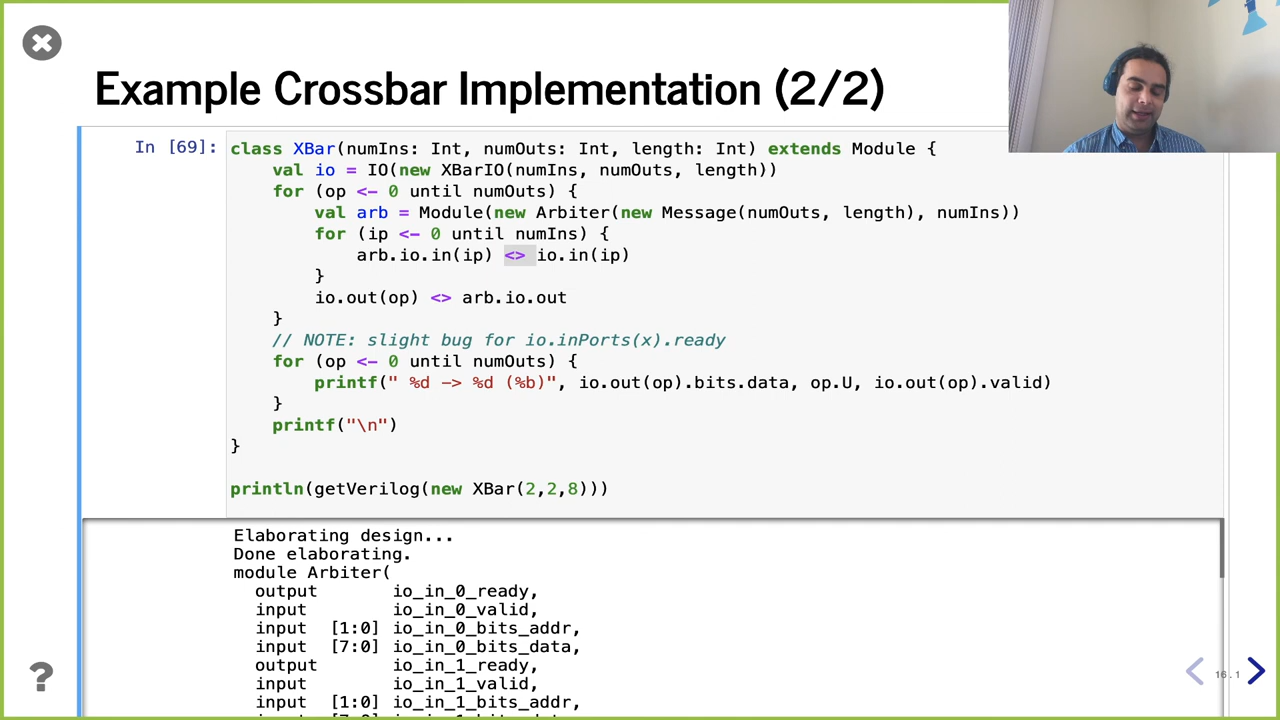 Example Crossbar Implementation (2/2)
In [69]:
class XBar(numIns: Int, numOuts: Int, length: Int) extends Module {
    val io = IO(new XBarIO(numIns, numOuts, length))
    for (op <- 0 until numOuts) {
        val arb = Module(new Arbiter(new Message(numOuts, length), numIns))
        for (ip <- 0 until numIns) {
            arb.io.in(ip) <> io.in(ip)
        }
        io.out(op) <> arb.io.out
    }
    // NOTE: slight bug for io.inPorts(x).ready
    for (op <- 0 until numOuts) {
        printf(" %d -> %d (%b)", io.out(op).bits.data, op.U, io.out(op).valid)
    }
    printf("\n")
}
println(getVerilog(new XBar(2,2,8)))
Elaborating design...
Done elaborating.
module Arbiter(
  output       io_in_0_ready,
  input        io_in_0_valid,
  input  [1:0] io_in_0_bits_addr,
  input  [7:0] io_in_0_bits_data,
  output       io_in_1_ready,
  input        io_in_1_valid,
  input  [1:0] io_in_1_bits_addr,
?
16.1